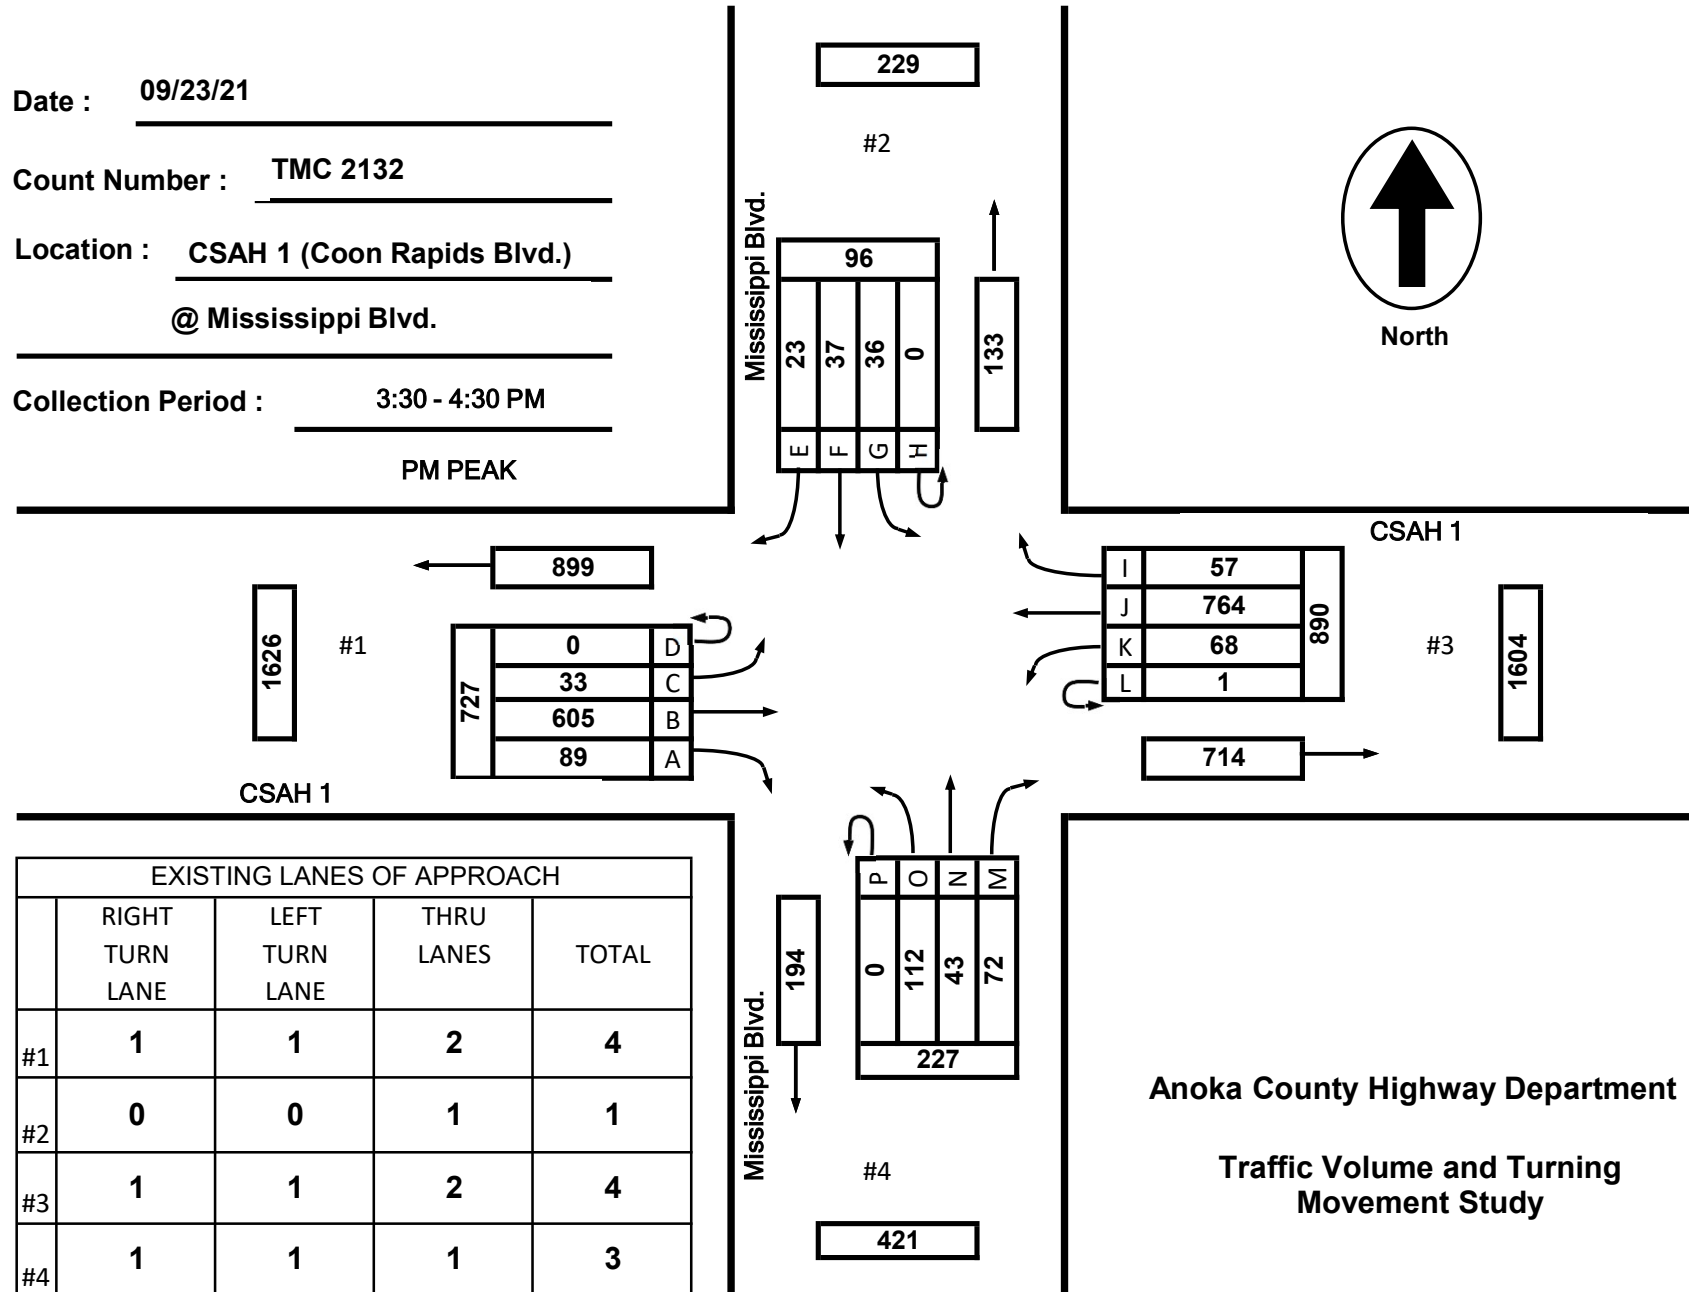 Date :
09/23/21
Count Number :
TMC 2132
Location :
CSAH 1 (Coon Rapids Blvd.)
@ Mississippi Blvd.
Collection Period :
3:30 - 4:30 PM
PM PEAK
229
#2
Mississippi Blvd.
96
23 37 36 0
E F G H
133
North
CSAH 1
899
1626
#1
727
0 D
33 C
605 B
89 A
CSAH 1
I 57
J 764
K 68
L 1
890
#3
1604
714
P O N M
0 112 43 72
227
194
Mississippi Blvd.
#4
421
EXISTING LANES OF APPROACH
RIGHT LEFT THRU
TURN TURN LANES TOTAL
LANE LANE
#1 1 1 2 4
#2 0 0 1 1
#3 1 1 2 4
#4 1 1 1 3
Anoka County Highway Department
Traffic Volume and Turning
Movement Study